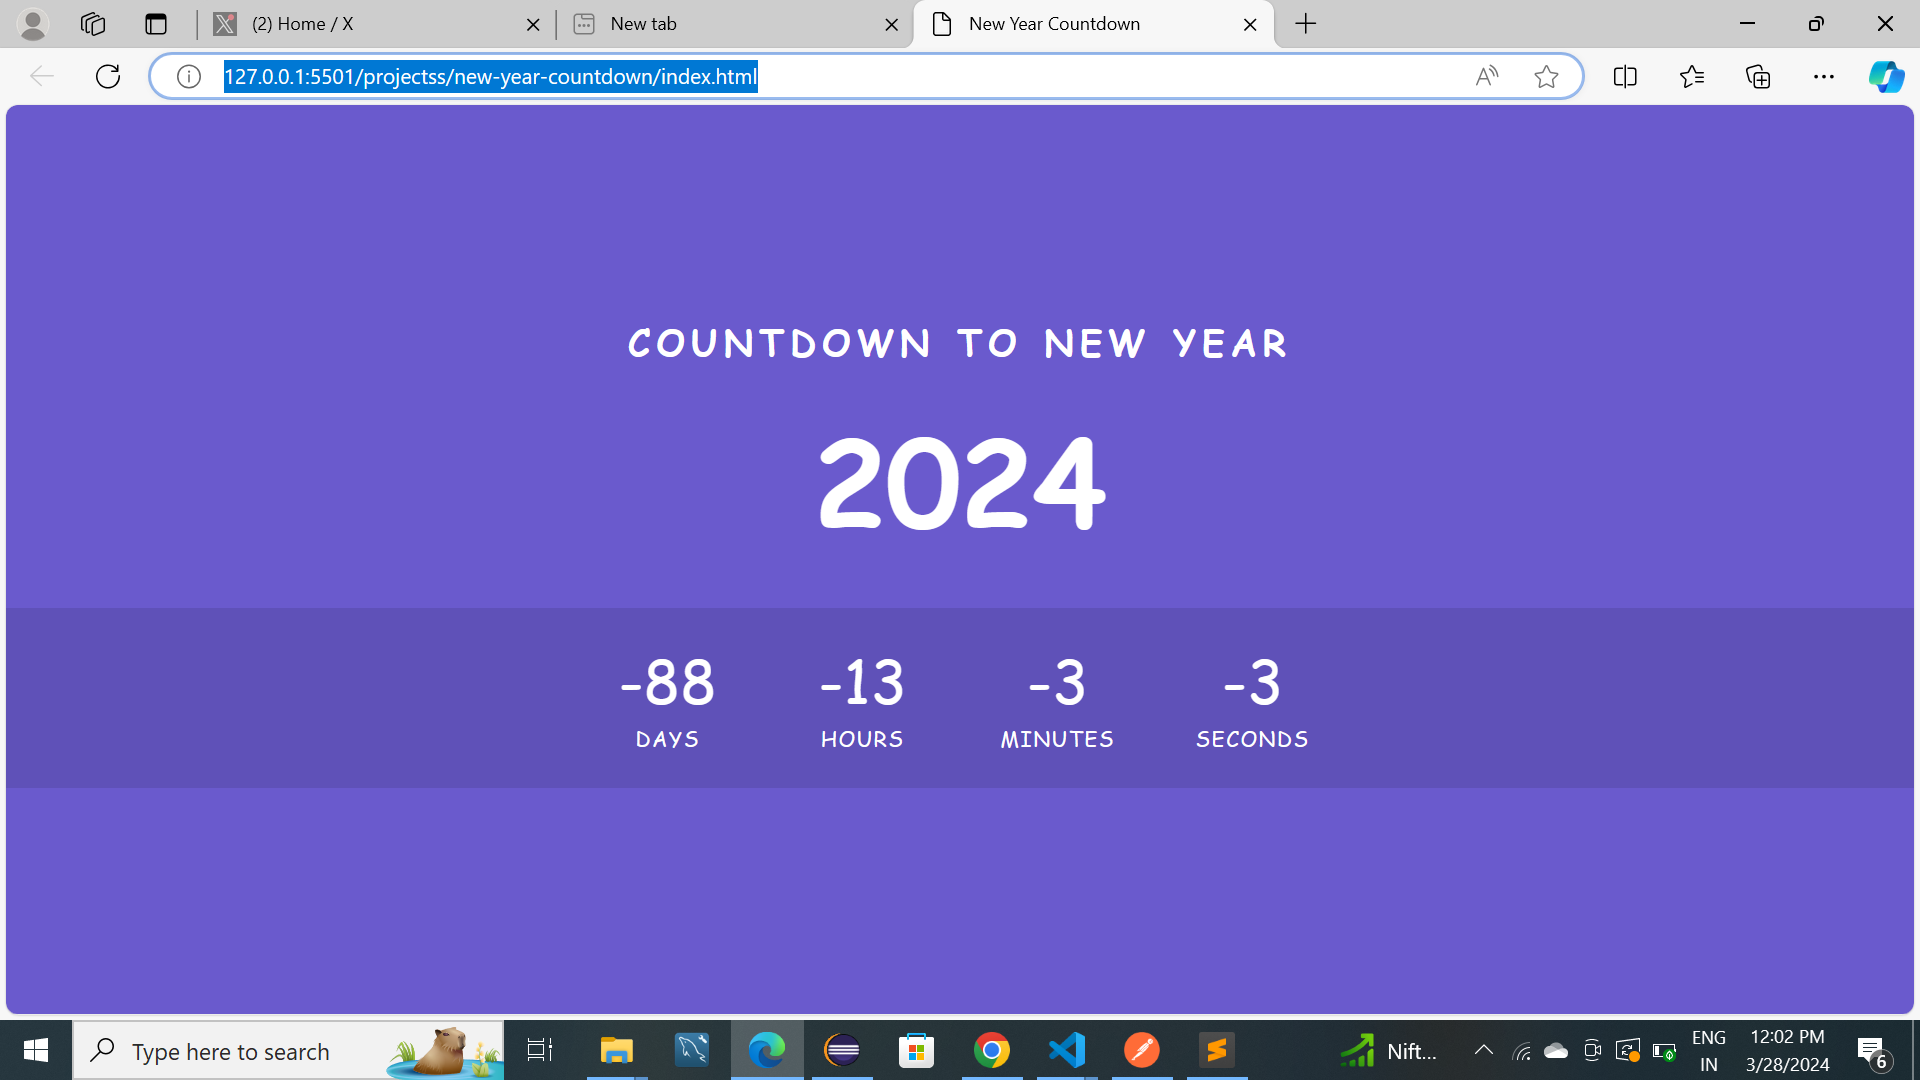 (2) Home / X
New tab
New Year Countdown
127.0.0.1:5501/projectss/new-year-countdown/index.html
COUNTDOWN TO NEW YEAR
2024
-88 -13 -3 -3
DAYS HOURS MINUTES SECONDS
Type here to search
Nift...
ENG
IN
12:02 PM
3/28/2024
6